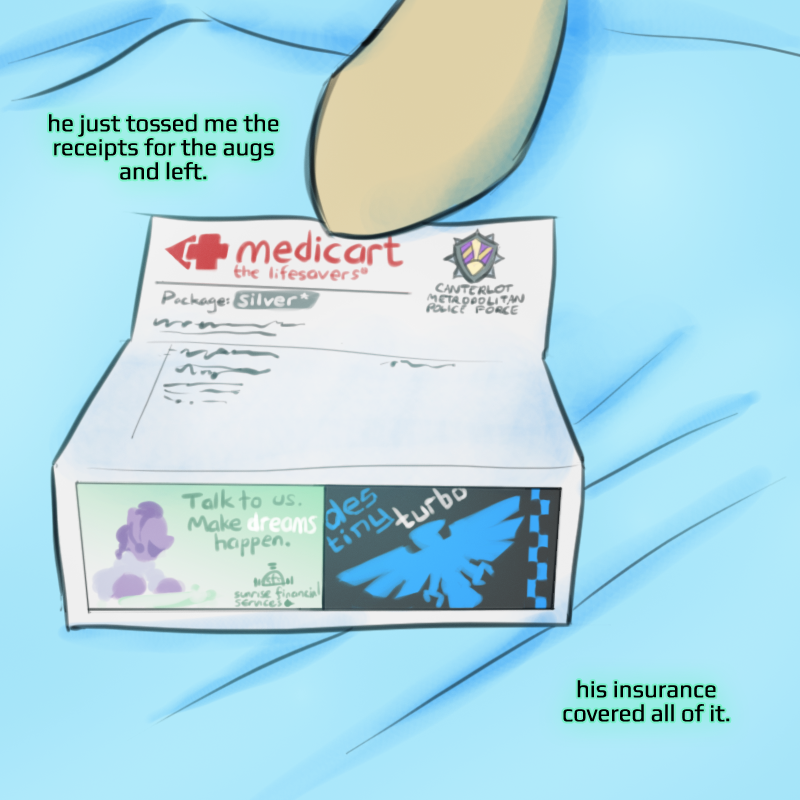 he just tossed me the
receipts for the augs
and left.
medicart
the lifesavers®
Package: silver*
CANTERLOT
METROPOLITAN
POLICE FORCE
Talk to us.
Make dreams
happen.
sunrise financial
services
des
tiny turbo
his insurance
covered all of it.